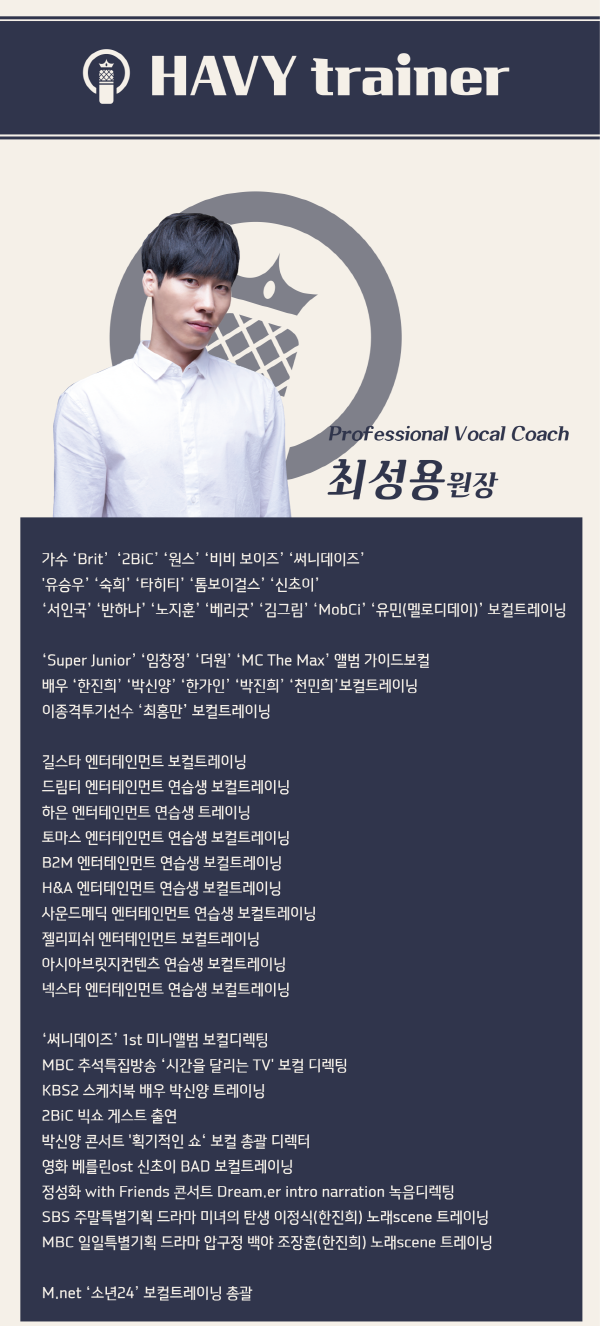 HAVY trainer
Professional Vocal Coach
최성용원장
가수 ‘Brit’ ‘2BiC’ ‘원스’ ‘비비 보이즈’ ‘써니데이즈’
'유승우’ ‘숙희’ ‘타히티’ ‘톰보이걸스’ ‘신초이’
‘서인국’ ‘반하나’ ‘노지훈’ ‘베리굿’ ‘김그림’ ‘MobCi’ ‘유민(멜로디데이)’ 보컬트레이닝
‘Super Junior’ ‘임창정’ ‘더원’ ‘MC The Max’ 앨범 가이드보컬
배우 ‘한진희’ ‘박신양’ ‘한가인’ ‘박진희’ ‘천민희’보컬트레이닝
이종격투기선수 ‘최홍만’ 보컬트레이닝
길스타 엔터테인먼트 보컬트레이닝
드림티 엔터테인먼트 연습생 보컬트레이닝
하은 엔터테인먼트 연습생 트레이닝
토마스 엔터테인먼트 연습생 보컬트레이닝
B2M 엔터테인먼트 연습생 보컬트레이닝
H&A 엔터테인먼트 연습생 보컬트레이닝
사운드메딕 엔터테인먼트 연습생 보컬트레이닝
젤리피쉬 엔터테인먼트 보컬트레이닝
아시아브릿지컨텐츠 연습생 보컬트레이닝
넥스타 엔터테인먼트 연습생 보컬트레이닝
‘써니데이즈’ 1st 미니앨범 보컬디렉팅
MBC 추석특집방송 ‘시간을 달리는 TV' 보컬 디렉팅
KBS2 스케치북 배우 박신양 트레이닝
2BiC 빅쇼 게스트 출연
박신양 콘서트 '획기적인 쇼‘ 보컬 총괄 디렉터
영화 베를린ost 신초이 BAD 보컬트레이닝
정성화 with Friends 콘서트 Dream.er intro narration 녹음디렉팅
SBS 주말특별기획 드라마 미녀의 탄생 이정식(한진희) 노래scene 트레이닝
MBC 일일특별기획 드라마 압구정 백야 조장훈(한진희) 노래scene 트레이닝
M.net ‘소년24’ 보컬트레이닝 총괄